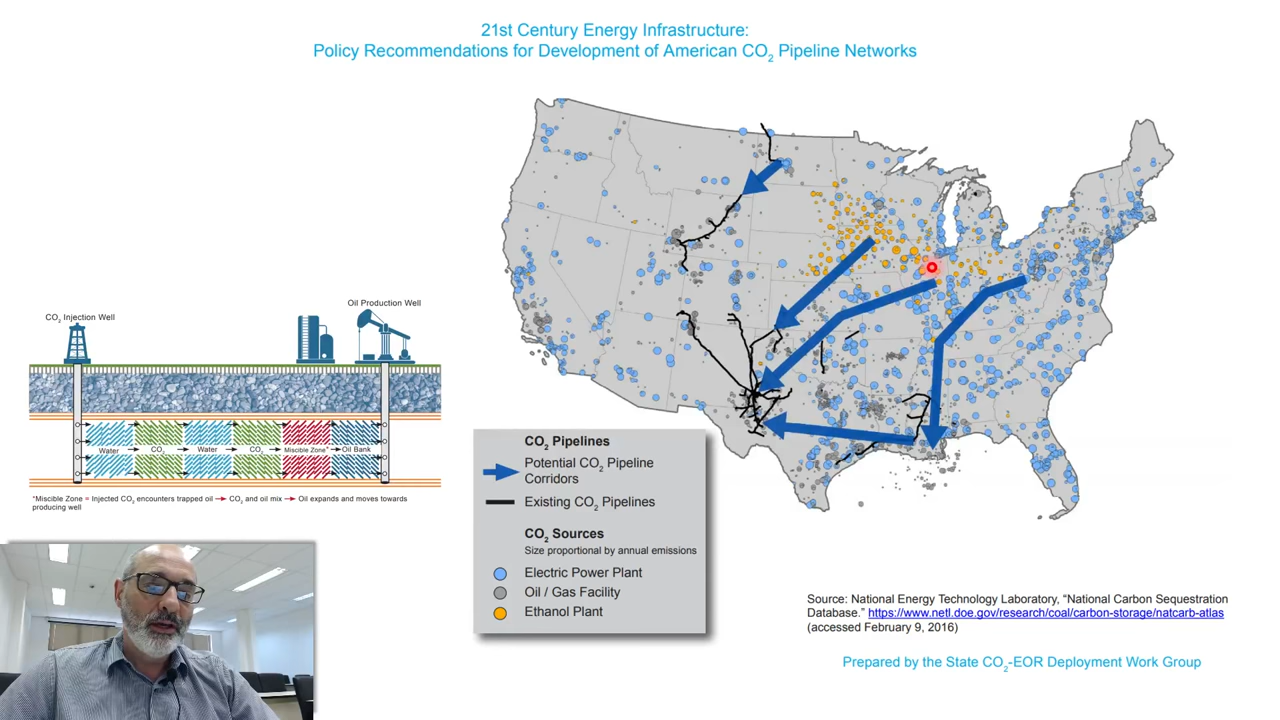 21st Century Energy Infrastructure:
Policy Recommendations for Development of American CO₂ Pipeline Networks
CO₂ Injection Well
Oil Production Well
Water
CO₂
Water
CO₂
Miscible Zone*
Oil Bank
*Miscible Zone = Injected CO₂ encounters trapped oil → CO₂ and oil mix → Oil expands and moves towards
producing well
CO₂ Pipelines
Potential CO₂ Pipeline
Corridors
Existing CO₂ Pipelines
CO₂ Sources
Size proportional by annual emissions
Electric Power Plant
Oil / Gas Facility
Ethanol Plant
Source: National Energy Technology Laboratory, “National Carbon Sequestration
Database.” https://www.netl.doe.gov/research/coal/carbon-storage/natcarb-atlas
(accessed February 9, 2016)
Prepared by the State CO₂-EOR Deployment Work Group